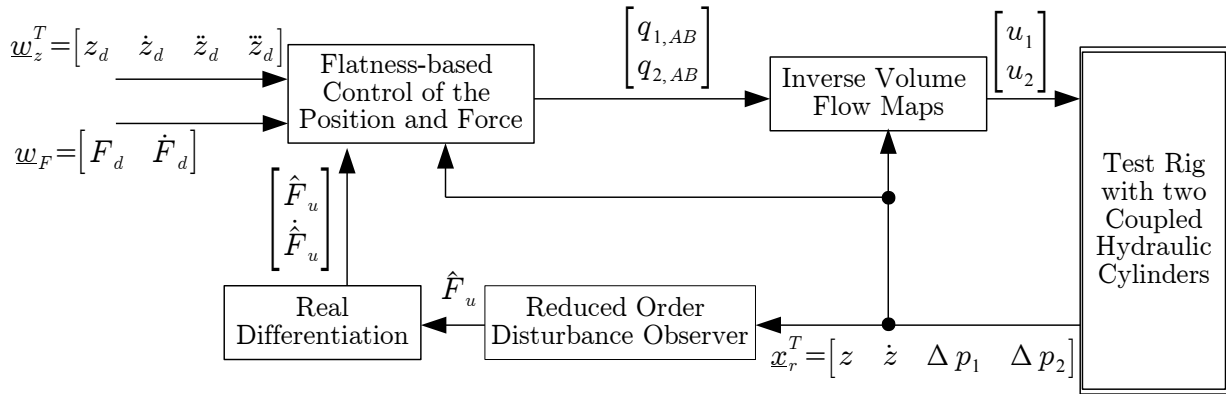 w_z^T=[z_d ż_d z̈_d z⃛_d]
w_F=[F_d Ḟ_d]
Flatness-based
Control of the
Position and Force
[q_{1,AB}
q_{2,AB}]
Inverse Volume
Flow Maps
[u_1
u_2]
Test Rig
with two
Coupled
Hydraulic
Cylinders
[F̂_u
\dot{F̂}_u]
Real
Differentiation
F̂_u
Reduced Order
Disturbance Observer
x_r^T=[z ż Δp_1 Δp_2]